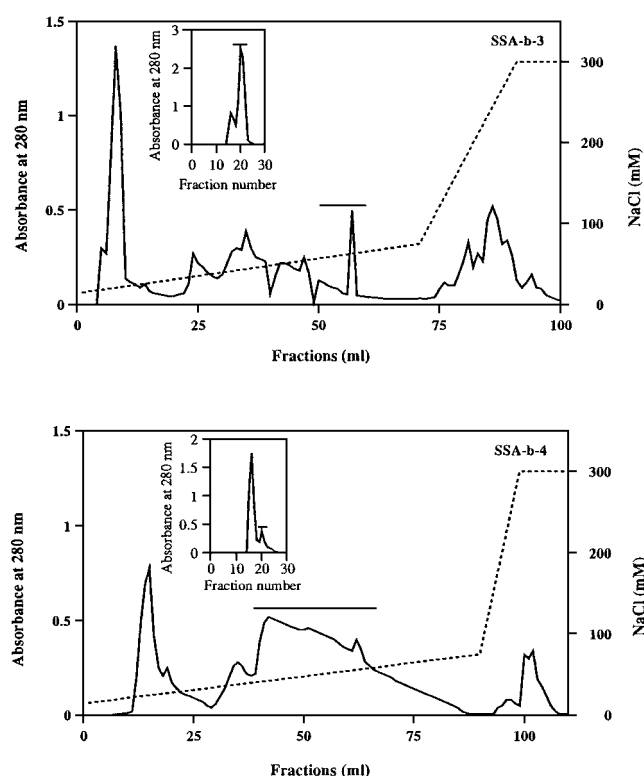 SSA-b-3
Absorbance at 280 nm
1.5
1
0.5
0
Absorbance at 280 nm
3
2
1
0
0 10 20 30
Fraction number
300
200
100
0
NaCl (mM)
0 25 50 75 100
Fractions (ml)
SSA-b-4
Absorbance at 280 nm
1.5
1
0.5
0
Absorbance at 280 nm
2
1.5
1
0.5
0
0 10 20 30
Fraction number
300
200
100
0
NaCl (mM)
0 25 50 75 100
Fractions (ml)